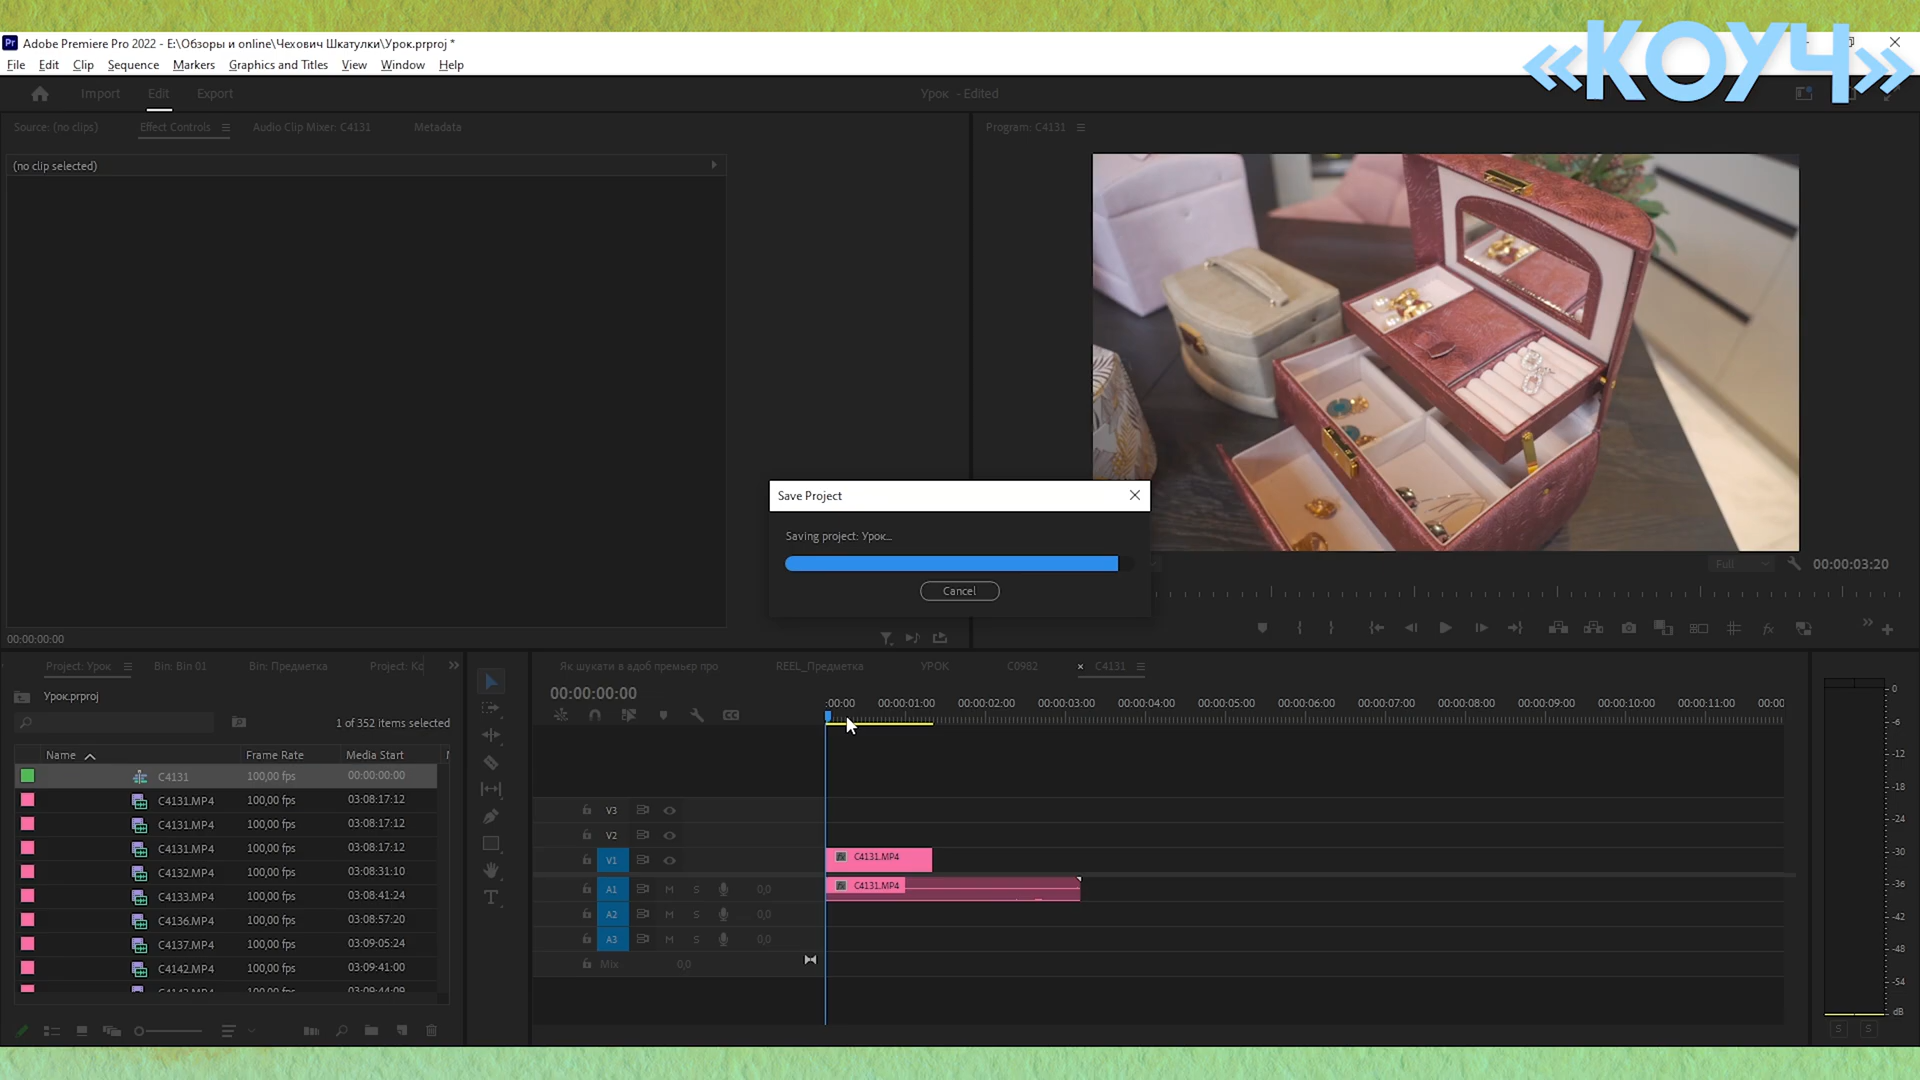 Adobe Premiere Pro 2022 - E:\Обзоры и online\Чехович Шкатулки\Урок.prproj *
«КОУЧ»
File Edit Clip Sequence Markers Graphics and Titles View Window Help
Import Edit Export
Урок - Edited
Source: (no clips) Effect Controls Audio Clip Mixer: C4131 Metadata
Program: C4131
(no clip selected)
Save Project
Saving project: Урок...
Cancel
Full 00:00:03:20
00:00:00:00
Project: Урок Bin: Bin 01 Bin: Предметка
Як шукати в адоб премьєр про REEL_Предметка УРОК C0982 × C4131
Урок.prproj
1 of 352 items selected
00:00:00:00
:00:00 00:00:01:00 00:00:02:00 00:00:03:00 00:00:04:00 00:00:05:00 00:00:06:00 00:00:07:00 00:00:08:00 00:00:09:00 00:00:10:00 00:00:11:00 00:00
Name Frame Rate Media Start
C4131 100,00 fps 00:00:00:00
C4131.MP4 100,00 fps 03:08:17:12
C4131.MP4 100,00 fps 03:08:17:12
C4131.MP4 100,00 fps 03:08:17:12
C4132.MP4 100,00 fps 03:08:31:10
C4133.MP4 100,00 fps 03:08:41:24
C4136.MP4 100,00 fps 03:08:57:20
C4137.MP4 100,00 fps 03:09:05:24
C4142.MP4 100,00 fps 03:09:41:00
V3
V2
V1 C4131.MP4
A1 M S 0,0 C4131.MP4
A2 M S 0,0
A3 M S 0,0
Mix 0,0
0
-6
-12
-18
-24
-30
-36
-42
-48
-54
dB
S S